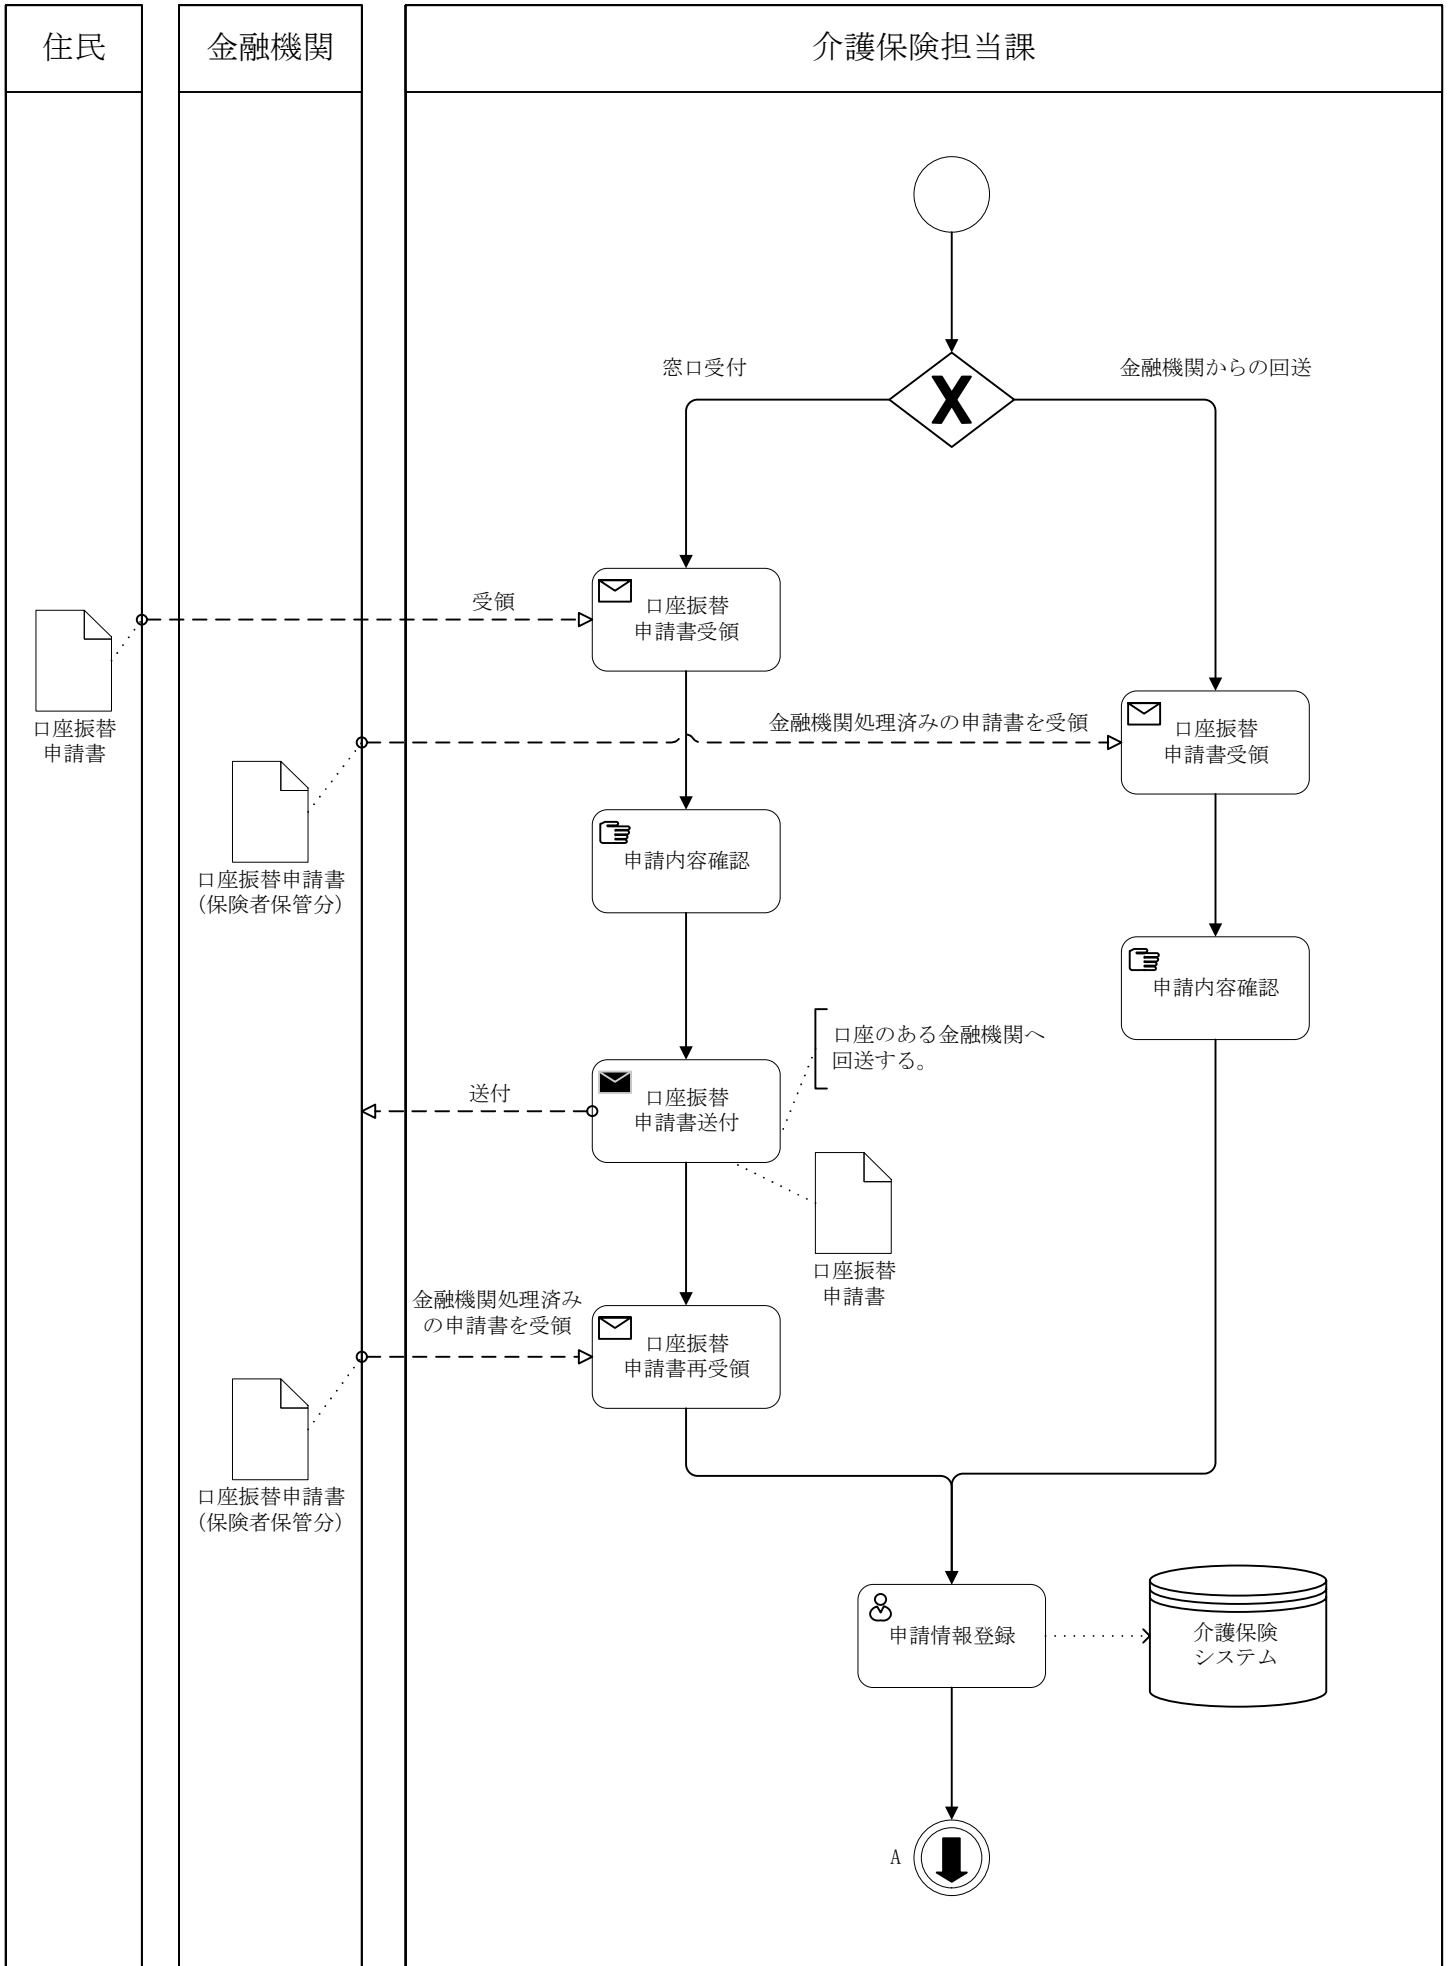 住民
金融機関
介護保険担当課
窓口受付
金融機関からの回送
受領
口座振替
申請書受領
口座振替
申請書
金融機関処理済みの申請書を受領
口座振替
申請書受領
口座振替申請書
(保険者保管分)
申請内容確認
申請内容確認
口座のある金融機関へ
回送する。
送付
口座振替
申請書送付
口座振替
申請書
金融機関処理済み
の申請書を受領
口座振替
申請書再受領
口座振替申請書
(保険者保管分)
申請情報登録
介護保険
システム
A